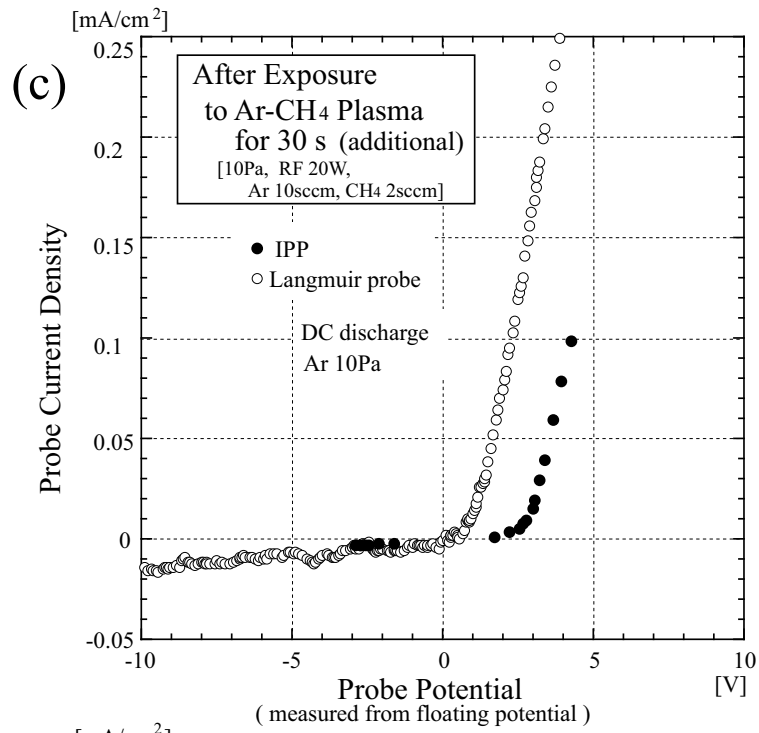 [mA/cm2]
(c)
After Exposure
to Ar-CH4 Plasma
for 30 s (additional)
[10Pa, RF 20W,
Ar 10sccm, CH4 2sccm]
IPP
Langmuir probe
DC discharge
Ar 10Pa
Probe Current Density
0.25
0.2
0.15
0.1
0.05
0
-0.05
-10
-5
0
5
10
Probe Potential
[V]
( measured from floating potential )